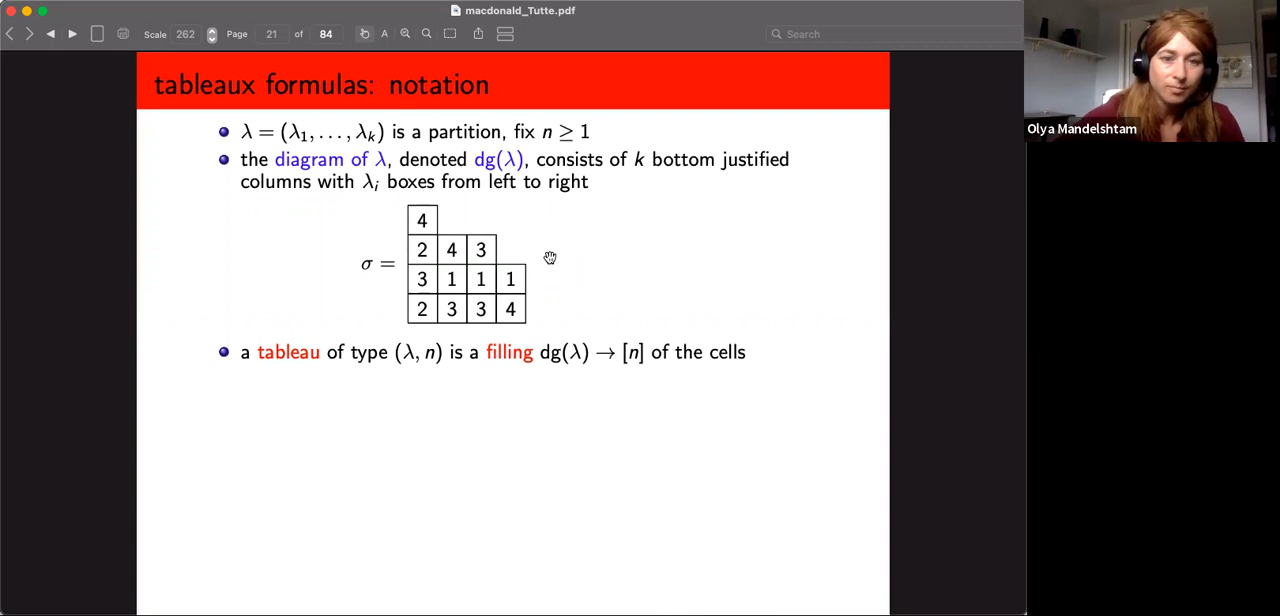 macdonald_Tutte.pdf
Scale 262 Page 21 of 84 A Search
tableaux formulas: notation
λ = (λ₁, . . . , λₖ) is a partition, fix n ≥ 1
the diagram of λ, denoted dg(λ), consists of k bottom justified
columns with λᵢ boxes from left to right
4
2 4 3
σ =
3 1 1 1
2 3 3 4
a tableau of type (λ, n) is a filling dg(λ) → [n] of the cells
Olya Mandelshtam